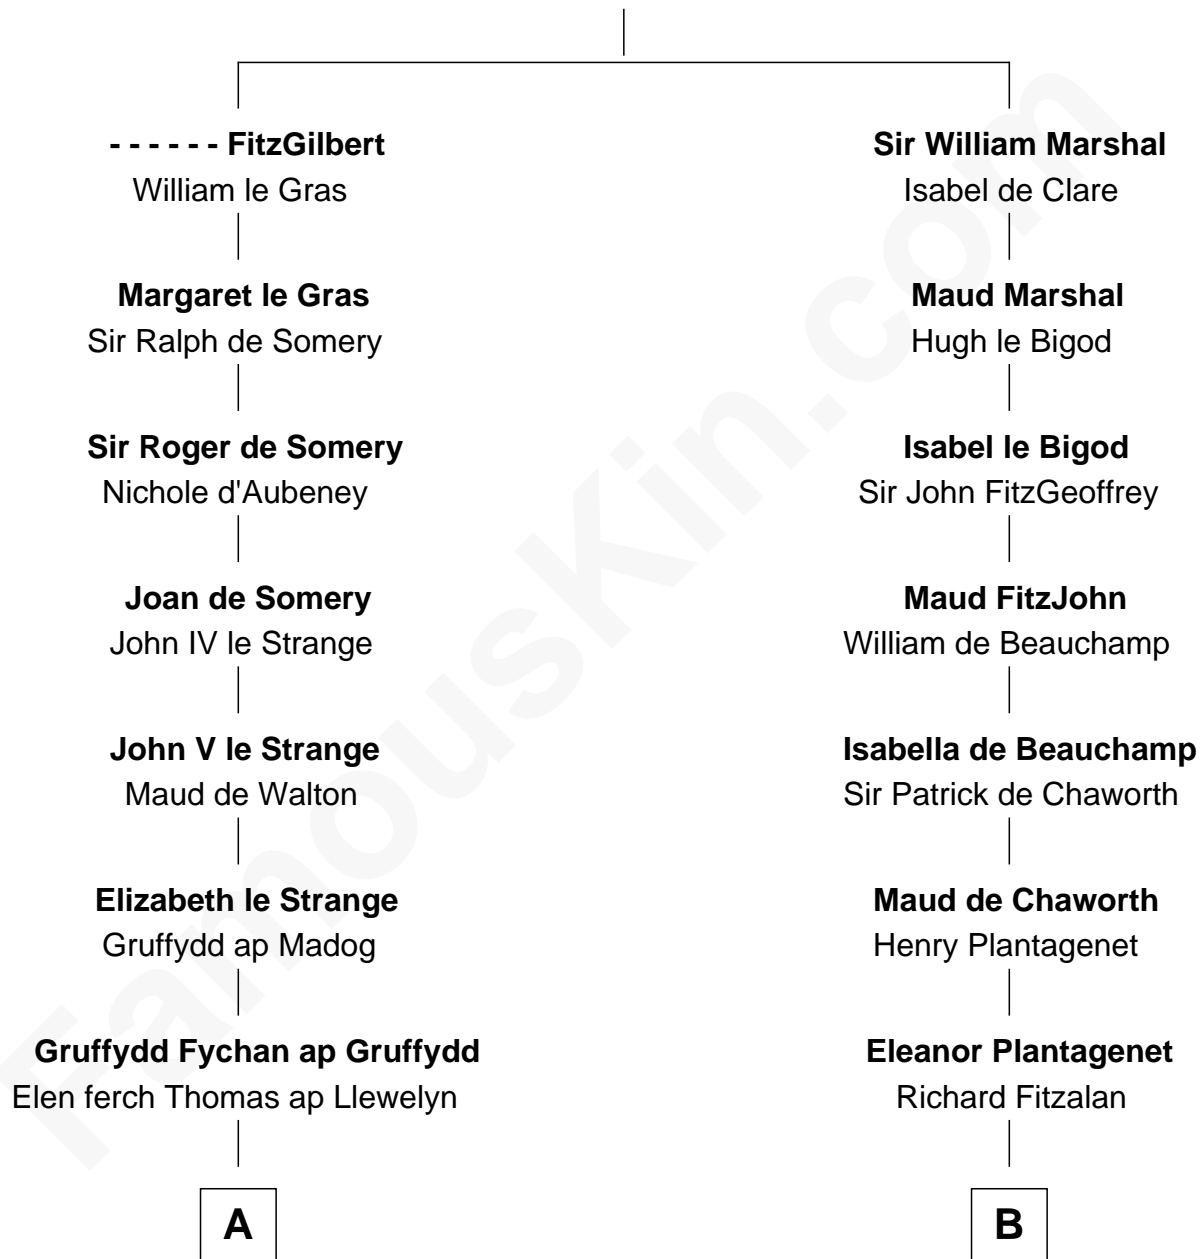 - - - - - - FitzGilbert
William le Gras
Margaret le Gras
Sir Ralph de Somery
Sir Roger de Somery
Nichole d'Aubeney
Joan de Somery
John IV le Strange
John V le Strange
Maud de Walton
Elizabeth le Strange
Gruffydd ap Madog
Gruffydd Fychan ap Gruffydd
Elen ferch Thomas ap Llewelyn
A
Sir William Marshal
Isabel de Clare
Maud Marshal
Hugh le Bigod
Isabel le Bigod
Sir John FitzGeoffrey
Maud FitzJohn
William de Beauchamp
Isabella de Beauchamp
Sir Patrick de Chaworth
Maud de Chaworth
Henry Plantagenet
Eleanor Plantagenet
Richard Fitzalan
B
FamousKin.com